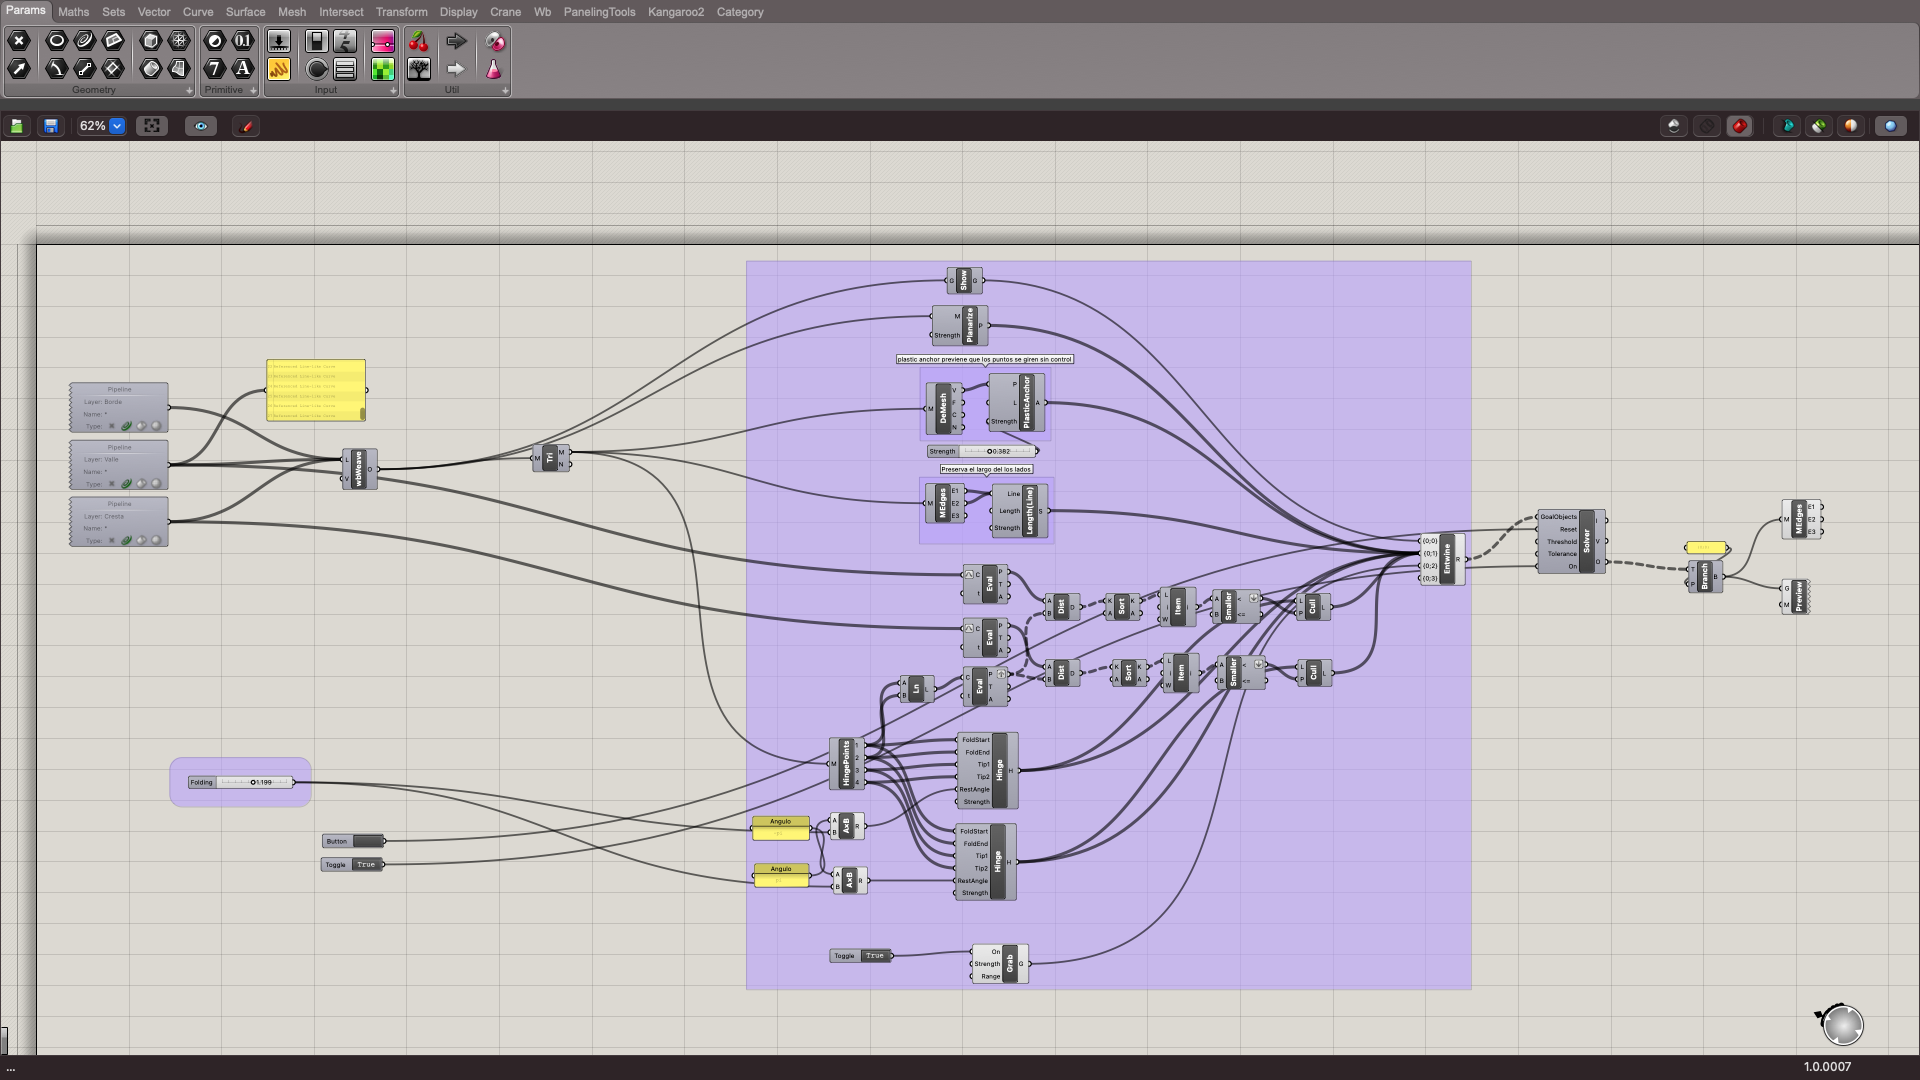 Params Maths Sets Vector Curve Surface Mesh Intersect Transform Display Crane Wb PanelingTools Kangaroo2 Category
Geometry Primitive Input Util
62%
Show G G
Planarize M Strength P
plastic anchor previene que los puntos se giren sin control
Pipeline
Layer: Borde
Name: *
Type:
Pipeline
Layer: Valle
Name: *
Type:
Pipeline
Layer: Cresta
Name: *
Type:
wbWeave L V O
Tri M M N
DeMesh M V F C N
PlasticAnchor P L Strength A
Strength 0.382
Preserva el largo del los lados
MEdges M E1 E2 E3
Length(Line) Line Length Strength S
Eval C t P T A
Eval C t P T A
Dist A B D
Sort K A K A
Item L i W i
Smaller A B < <=
Cull L P L
Ln A B L
Eval C t P T A
Dist A B D
Sort K A K A
Item L i W i
Smaller A B < <=
Cull L P L
Entwine {0;0} {0;1} {0;2} {0;3} R
Solver GoalObjects Reset Threshold Tolerance On I V O
Branch T P B
MEdges M E1 E2 E3
Preview G M
HingePoints M 1 2 3 4
Hinge FoldStart FoldEnd Tip1 Tip2 RestAngle Strength H
Folding 1.199
Button
Toggle True
Angulo
AxB A B R
Angulo
AxB A B R
Hinge FoldStart FoldEnd Tip1 Tip2 RestAngle Strength H
Toggle True
Grab On Strength Range G
...
1.0.0007